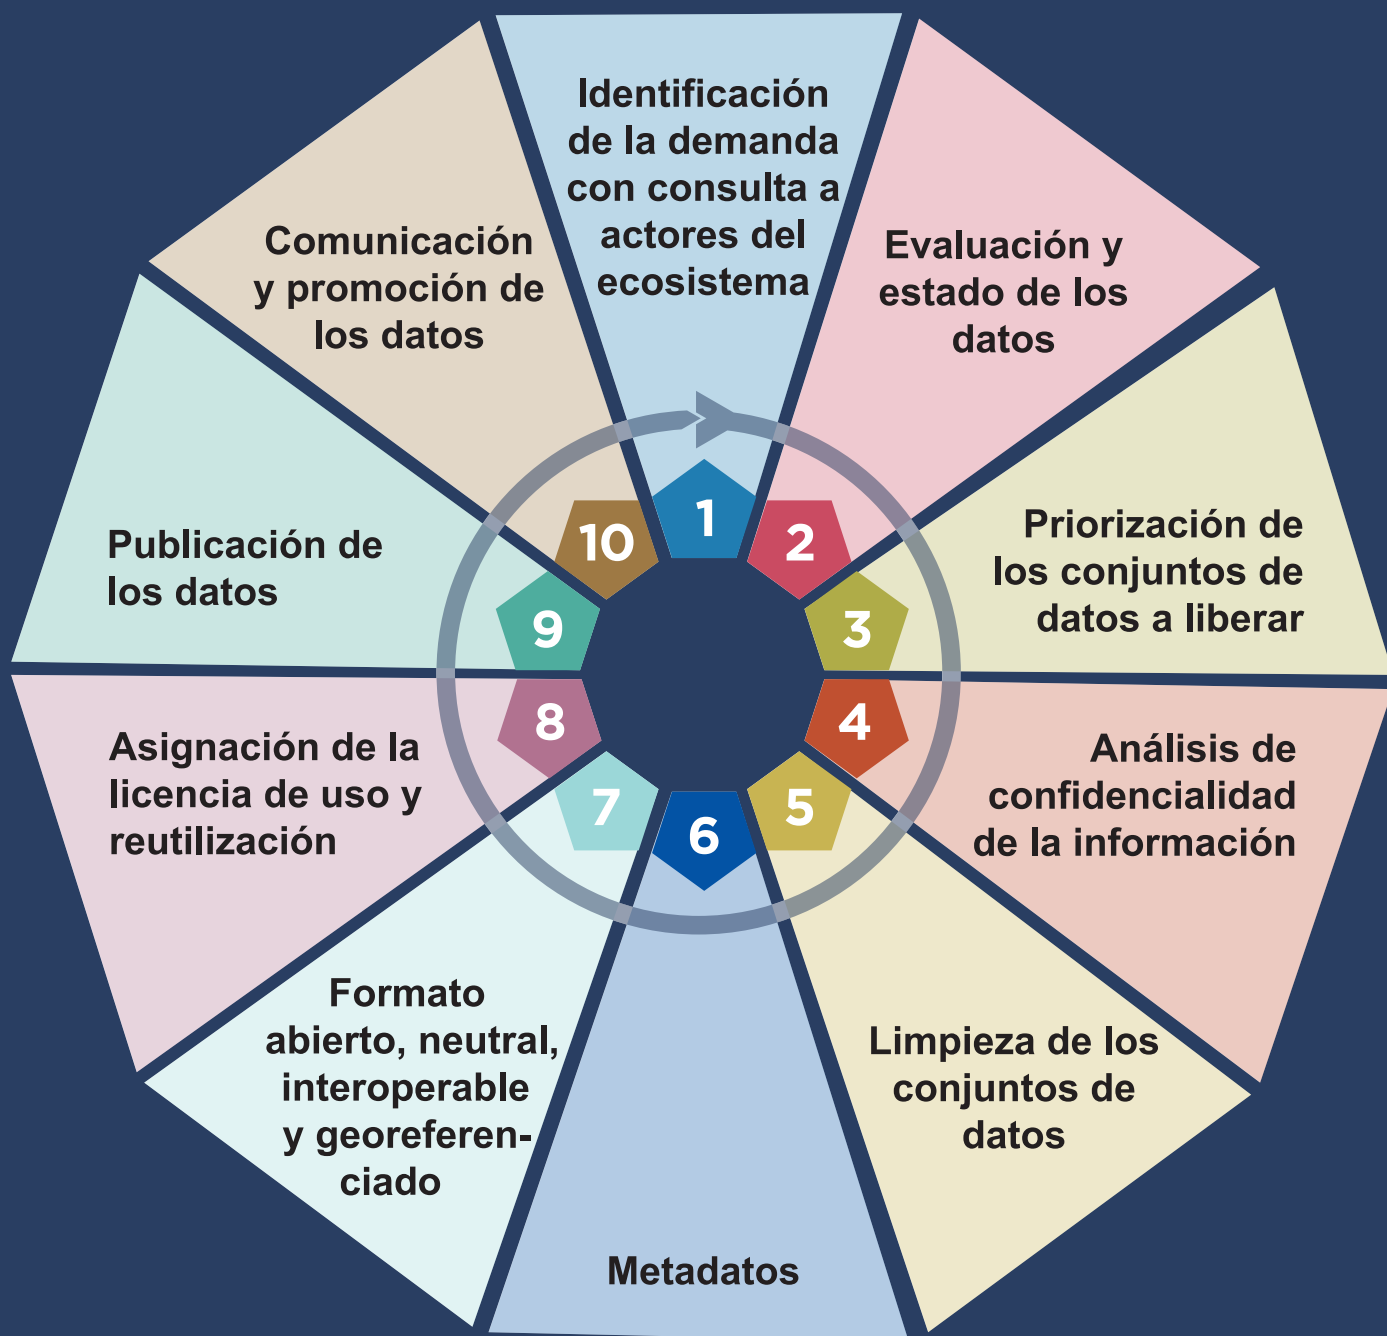 Identificación
de la demanda
con consulta a
actores del
ecosistema
1
Evaluación y
estado de los
datos
2
Priorización de
los conjuntos de
datos a liberar
3
Análisis de
confidencialidad
de la información
4
Limpieza de los
conjuntos de
datos
5
Metadatos
6
Formato
abierto, neutral,
interoperable
y georeferen-
ciado
7
Asignación de la
licencia de uso y
reutilización
8
Publicación de
los datos
9
Comunicación
y promoción de
los datos
10